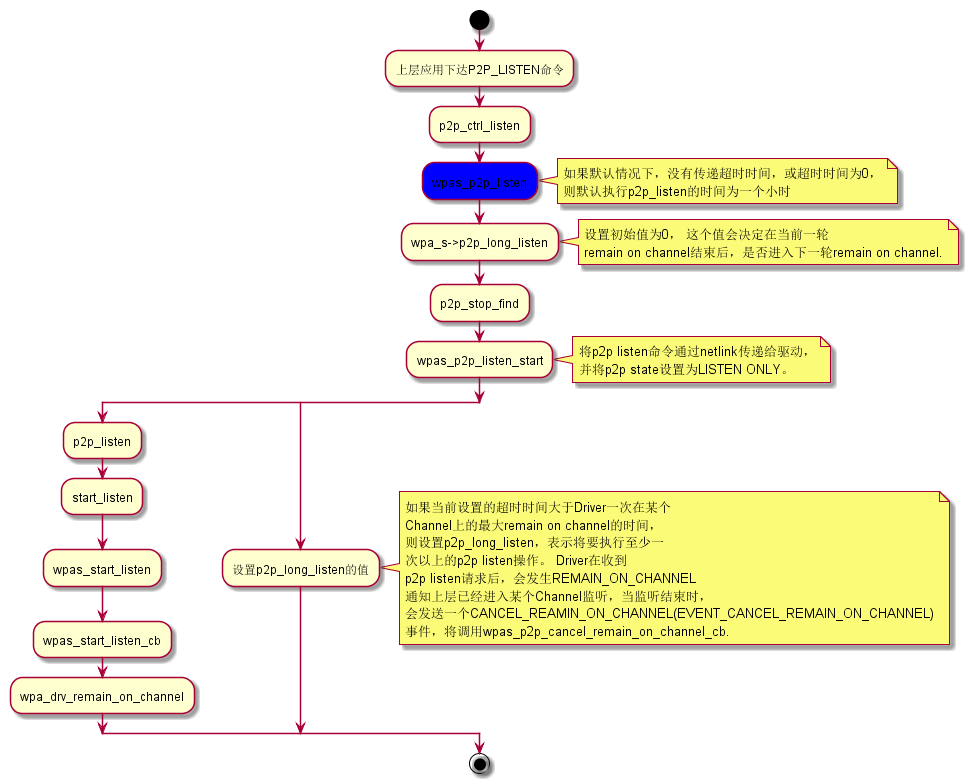 上层应用下达P2P_LISTEN命令
p2p_ctrl_listen
wpas_p2p_listen
如果默认情况下，没有传递超时时间，或超时时间为0，
则默认执行p2p_listen的时间为一个小时
wpa_s->p2p_long_listen
设置初始值为0， 这个值会决定在当前一轮
remain on channel结束后，是否进入下一轮remain on channel.
p2p_stop_find
wpas_p2p_listen_start
将p2p listen命令通过netlink传递给驱动，
并将p2p state设置为LISTEN ONLY。
p2p_listen
start_listen
wpas_start_listen
wpas_start_listen_cb
wpa_drv_remain_on_channel
设置p2p_long_listen的值
如果当前设置的超时时间大于Driver一次在某个
Channel上的最大remain on channel的时间，
则设置p2p_long_listen，表示将要执行至少一
次以上的p2p listen操作。 Driver在收到
p2p listen请求后，会发生REMAIN_ON_CHANNEL
通知上层已经进入某个Channel监听，当监听结束时，
会发送一个CANCEL_REAMIN_ON_CHANNEL(EVENT_CANCEL_REMAIN_ON_CHANNEL)
事件，将调用wpas_p2p_cancel_remain_on_channel_cb.